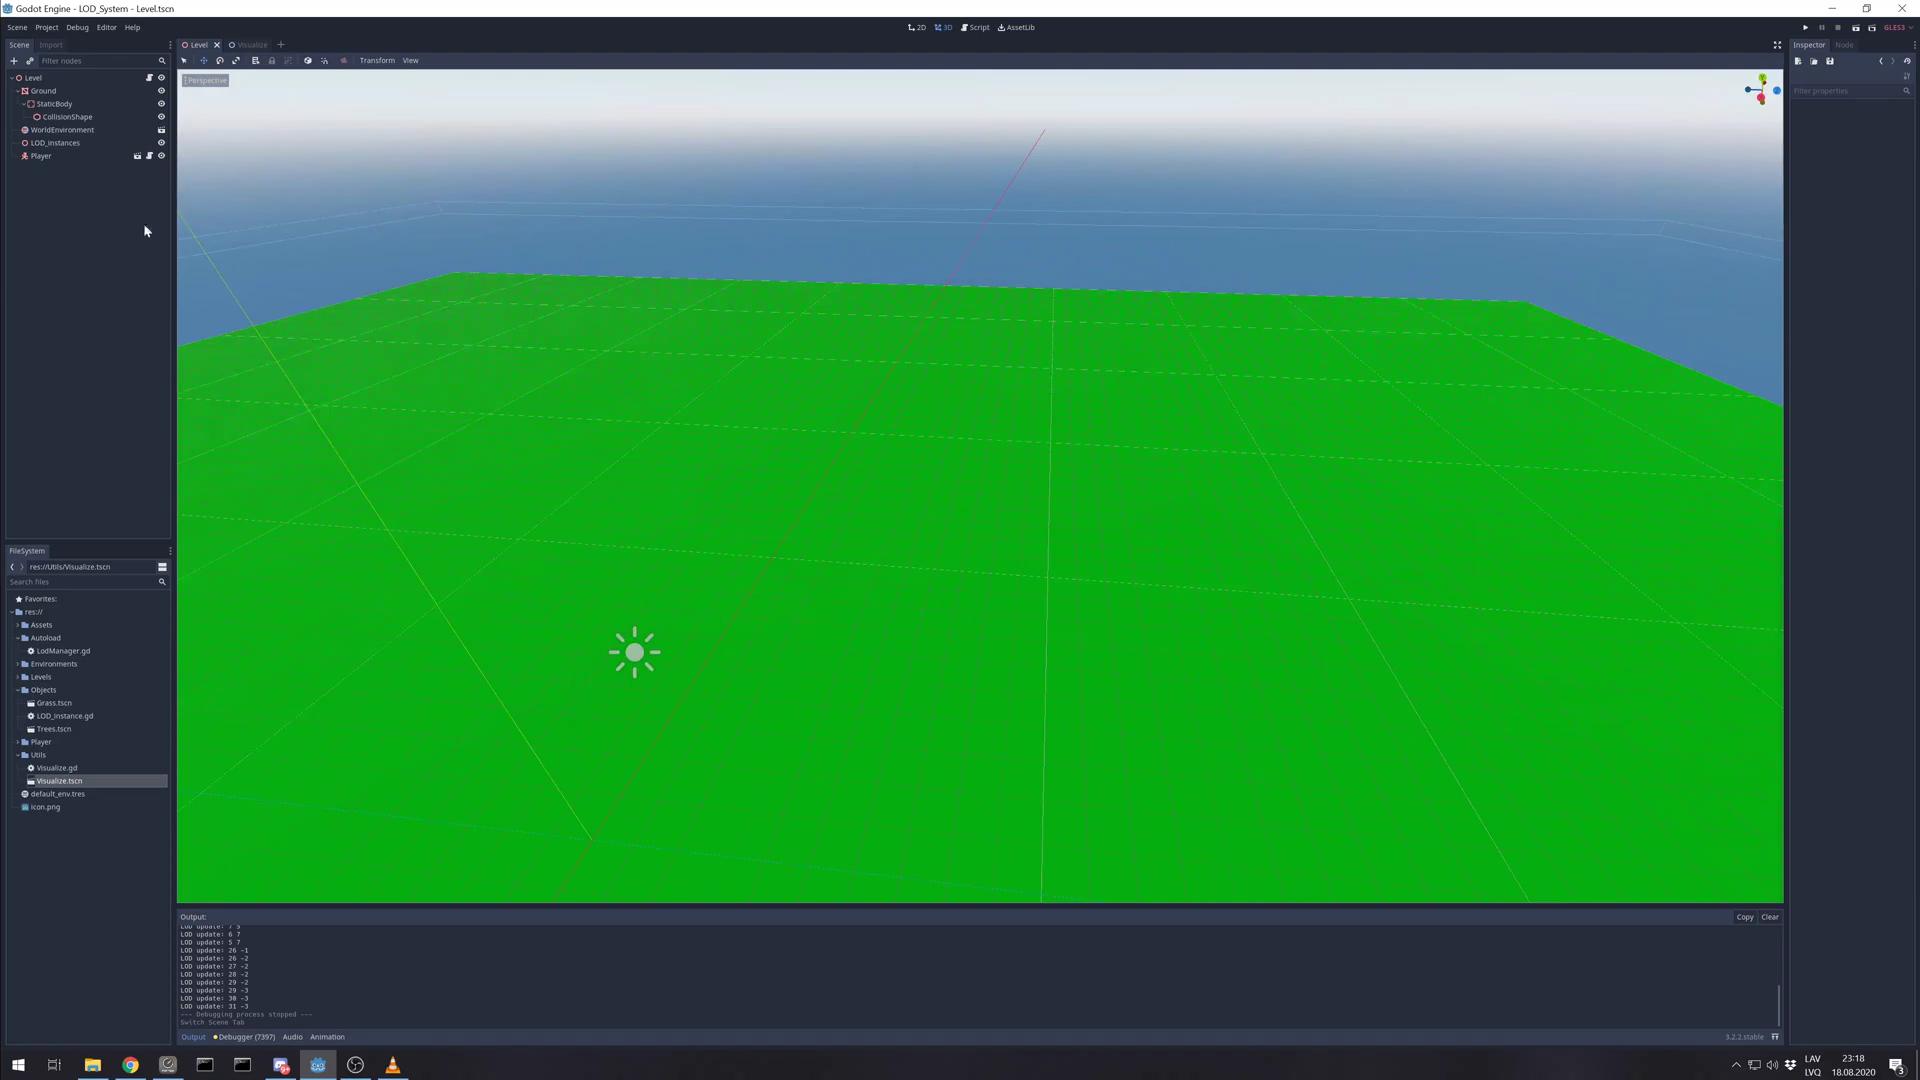 Godot Engine - LOD_System - Level.tscn
Scene Project Debug Editor Help
2D 3D Script AssetLib
GLES3
Scene Import
Level Visualize
Inspector Node
Filter nodes
Transform View
Level
Perspective
Ground
Filter properties
StaticBody
CollisionShape
WorldEnvironment
LOD_instances
Player
FileSystem
res://Utils/Visualize.tscn
Search files
Favorites:
res://
Assets
Autoload
LodManager.gd
Environments
Levels
Objects
Grass.tscn
LOD_instance.gd
Trees.tscn
Player
Utils
Visualize.gd
Visualize.tscn
default_env.tres
icon.png
Output:
Copy Clear
LOD update: 7 5
LOD update: 6 7
LOD update: 5 7
LOD update: 26 -1
LOD update: 26 -2
LOD update: 27 -2
LOD update: 28 -2
LOD update: 29 -2
LOD update: 29 -3
LOD update: 30 -3
LOD update: 31 -3
--- Debugging process stopped ---
Switch Scene Tab
Output Debugger (7397) Audio Animation
3.2.2.stable
9+
LAV
LVQ
23:18
18.08.2020
3